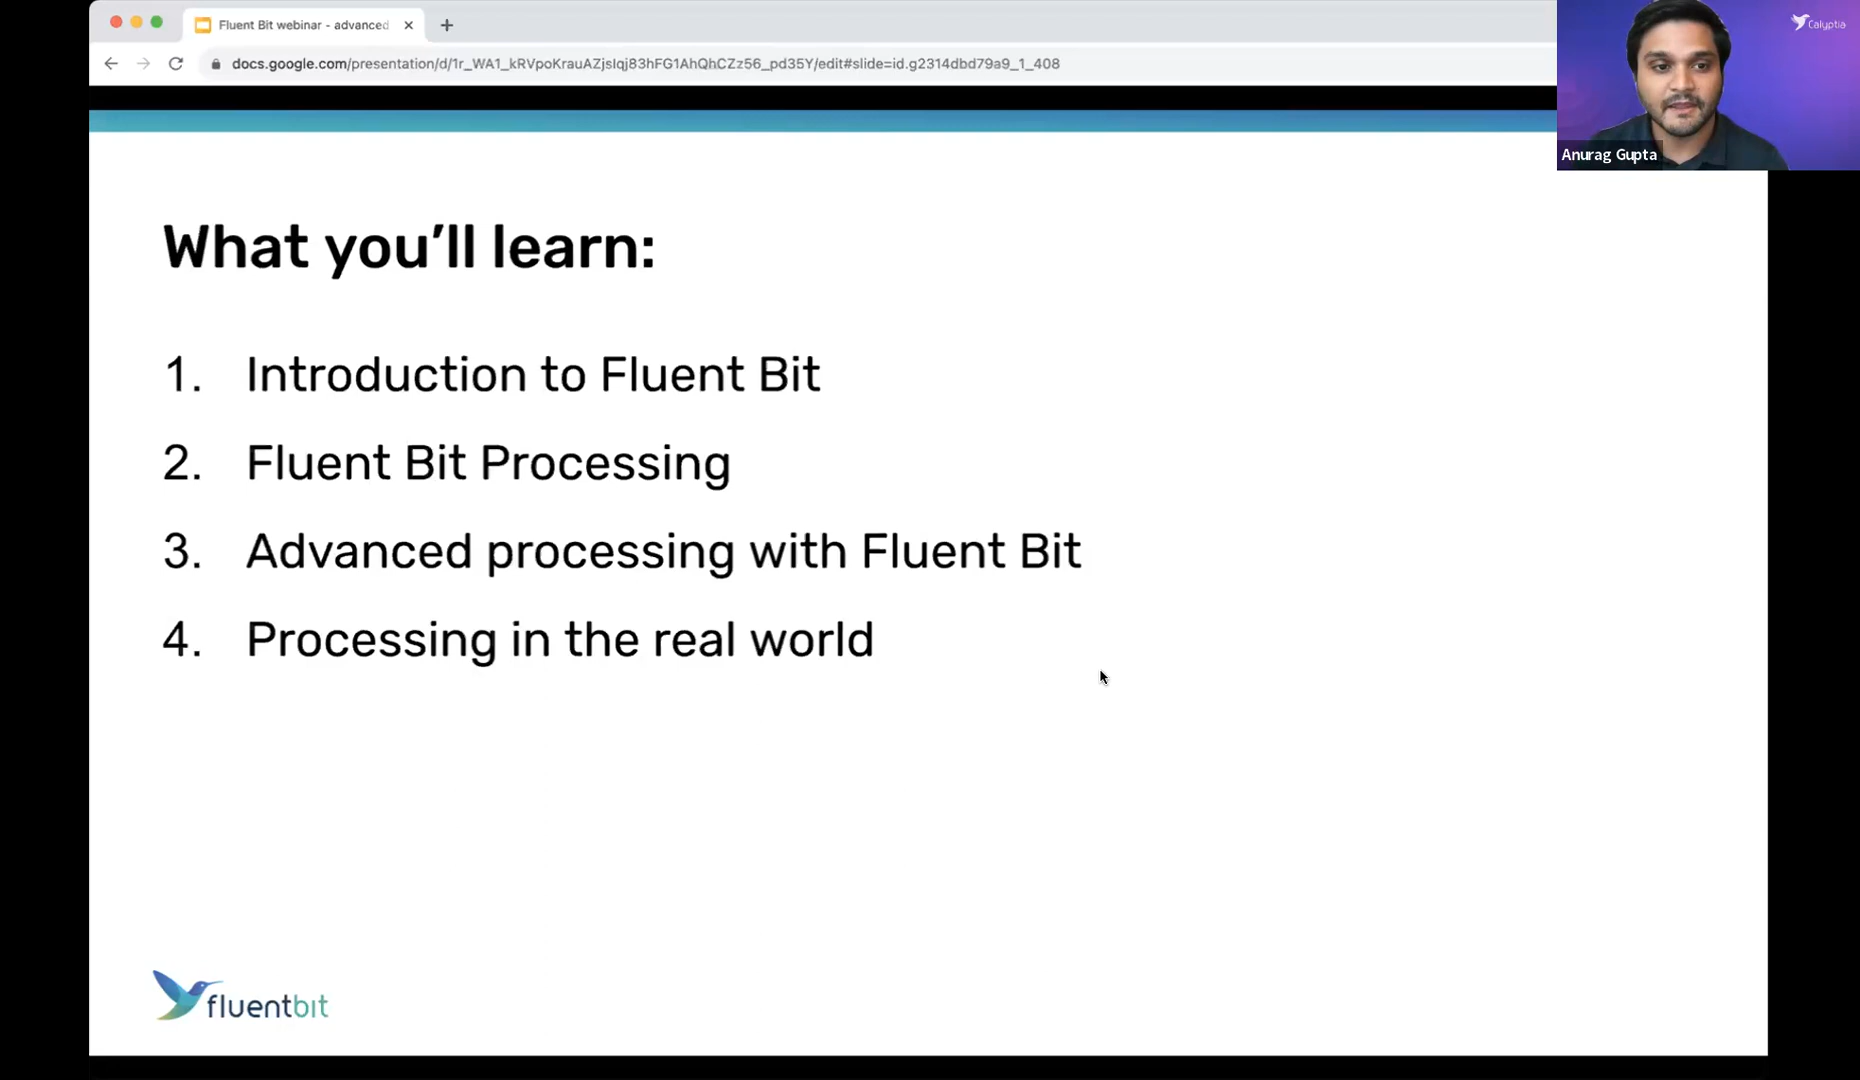 Fluent Bit webinar - advanced
docs.google.com/presentation/d/1r_WA1_kRVpoKrauAZjsIqj83hFG1AhQhCZz56_pd35Y/edit#slide=id.g2314dbd79a9_1_408
Calyptia
Anurag Gupta
What you’ll learn:
1. Introduction to Fluent Bit
2. Fluent Bit Processing
3. Advanced processing with Fluent Bit
4. Processing in the real world
fluentbit